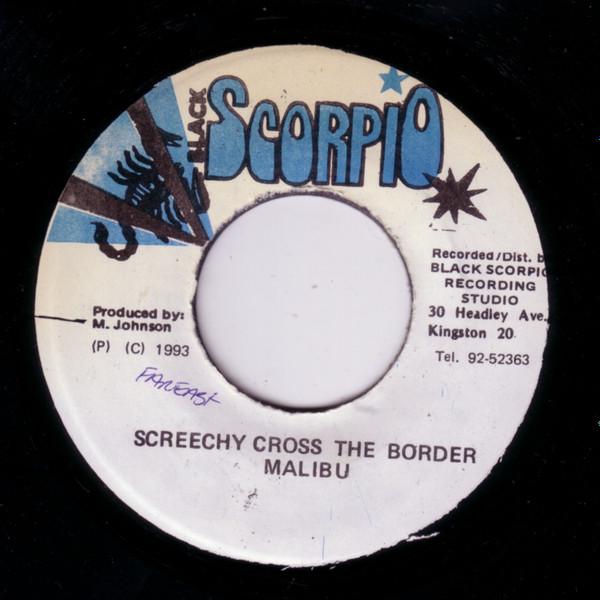 BLACK
SCORPIO
Recorded/Dist. b
BLACK SCORPIO
RECORDING
STUDIO
30 Headley Ave.,
Kingston 20.
Tel. 92-52363
Produced by:
M. Johnson
(P) (C) 1993
FAREAST
SCREECHY CROSS THE BORDER
MALIBU